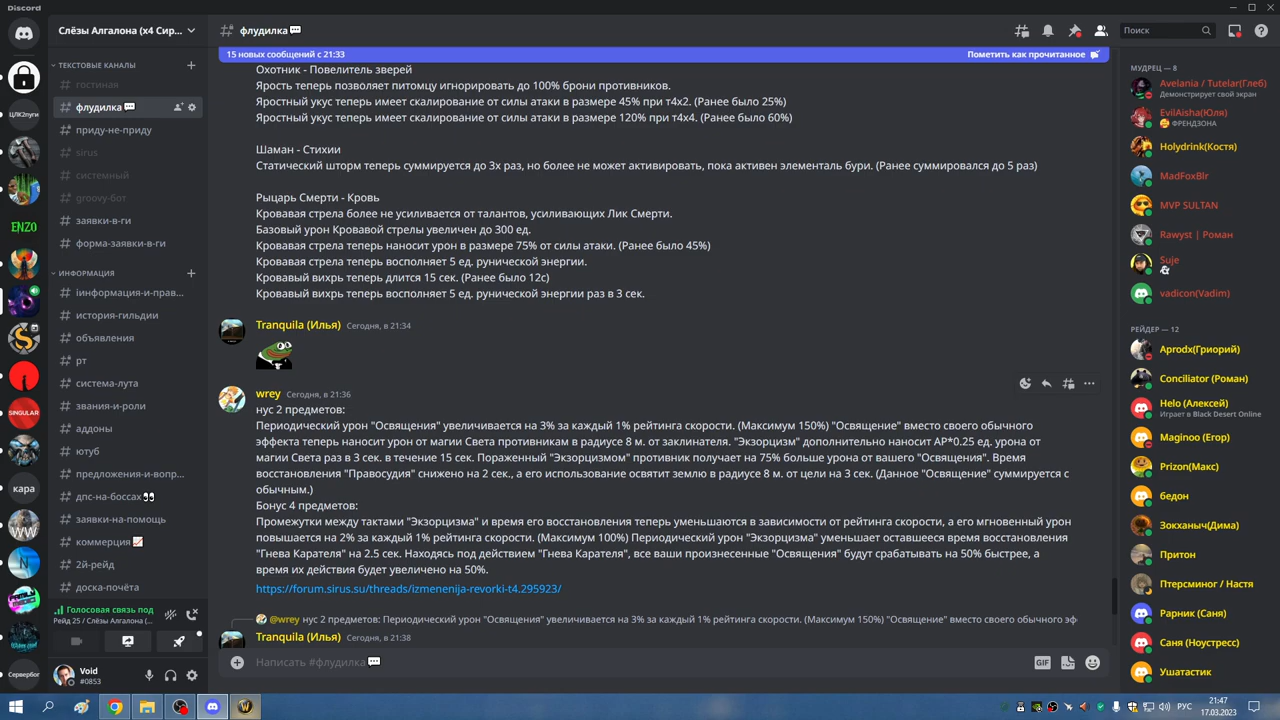 Discord
Слёзы Алгалона (x4 Сир...
флудилка💬
Поиск
ТЕКСТОВЫЕ КАНАЛЫ
гостиная
флудилка💬
приду-не-приду
sirus
системный
groovy-бот
заявки-в-ги
форма-заявки-в-ги
ИНФОРМАЦИЯ
іинформация-и-прав...
история-гильдии
объявления
рт
система-лута
звания-и-роли
аддоны
ютуб
предложения-и-вопр...
дпс-на-боссах👀
заявки-на-помощь
коммерция📈
2й-рейд
доска-почёта
ЦЛК2пуги
ENZO
SINGULAR
кара
WW
N
Сервербог
Голосовая связь под
Рейд 25 / Слёзы Алгалона (...
Void
#0853
15 новых сообщений с 21:33
Пометить как прочитанное
Охотник - Повелитель зверей
Ярость теперь позволяет питомцу игнорировать до 100% брони противников.
Яростный укус теперь имеет скалирование от силы атаки в размере 45% при т4х2. (Ранее было 25%)
Яростный укус теперь имеет скалирование от силы атаки в размере 120% при т4х4. (Ранее было 60%)
Шаман - Стихии
Статический шторм теперь суммируется до 3х раз, но более не может активировать, пока активен элементаль бури. (Ранее суммировался до 5 раз)
Рыцарь Смерти - Кровь
Кровавая стрела более не усиливается от талантов, усиливающих Лик Смерти.
Базовый урон Кровавой стрелы увеличен до 300 ед.
Кровавая стрела теперь наносит урон в размере 75% от силы атаки. (Ранее было 45%)
Кровавая стрела теперь восполняет 5 ед. рунической энергии.
Кровавый вихрь теперь длится 15 сек. (Ранее было 12с)
Кровавый вихрь теперь восполняет 5 ед. рунической энергии раз в 3 сек.
Tranquila (Илья) Сегодня, в 21:34
wrey Сегодня, в 21:36
нус 2 предметов:
Периодический урон "Освящения" увеличивается на 3% за каждый 1% рейтинга скорости. (Максимум 150%) "Освящение" вместо своего обычного
эффекта теперь наносит урон от магии Света противникам в радиусе 8 м. от заклинателя. "Экзорцизм" дополнительно наносит AP*0.25 ед. урона от
магии Света раз в 3 сек. в течение 15 сек. Пораженный "Экзорцизмом" противник получает на 75% больше урона от вашего "Освящения". Время
восстановления "Правосудия" снижено на 2 сек., а его использование освятит землю в радиусе 8 м. от цели на 3 сек. (Данное "Освящение" суммируется с
обычным.)
Бонус 4 предметов:
Промежутки между тактами "Экзорцизма" и время его восстановления теперь уменьшаются в зависимости от рейтинга скорости, а его мгновенный урон
повышается на 2% за каждый 1% рейтинга скорости. (Максимум 100%) Периодический урон "Экзорцизма" уменьшает оставшееся время восстановления
"Гнева Карателя" на 2.5 сек. Находясь под действием "Гнева Карателя", все ваши произнесенные "Освящения" будут срабатывать на 50% быстрее, а
время их действия будет увеличено на 50%.
https://forum.sirus.su/threads/izmenenija-revorki-t4.295923/
@wrey нус 2 предметов: Периодический урон "Освящения" увеличивается на 3% за каждый 1% рейтинга скорости. (Максимум 150%) "Освящение" вместо своего обычного эф
Tranquila (Илья) Сегодня, в 21:38
Написать #флудилка💬
GIF
МУДРЕЦ — 8
Avelania / Tutelar(Глеб)
Демонстрирует свой экран
EvilAisha(Юля)
ФРЕНДЗОНА
Holydrink(Костя)
MadFoxBlr
MVP SULTAN
Rawyst | Роман
Suje
vadicon(Vadim)
РЕЙДЕР — 12
Aprodx(Гриорий)
Conciliator (Роман)
Helo (Алексей)
Играет в Black Desert Online
Maginoo (Егор)
Prizon(Макс)
бедон
Зокханыч(Дима)
Притон
Птерсминог / Настя
Рарник (Саня)
Саня (Ноустресс)
Ушатастик
РУС
21:47
17.03.2023